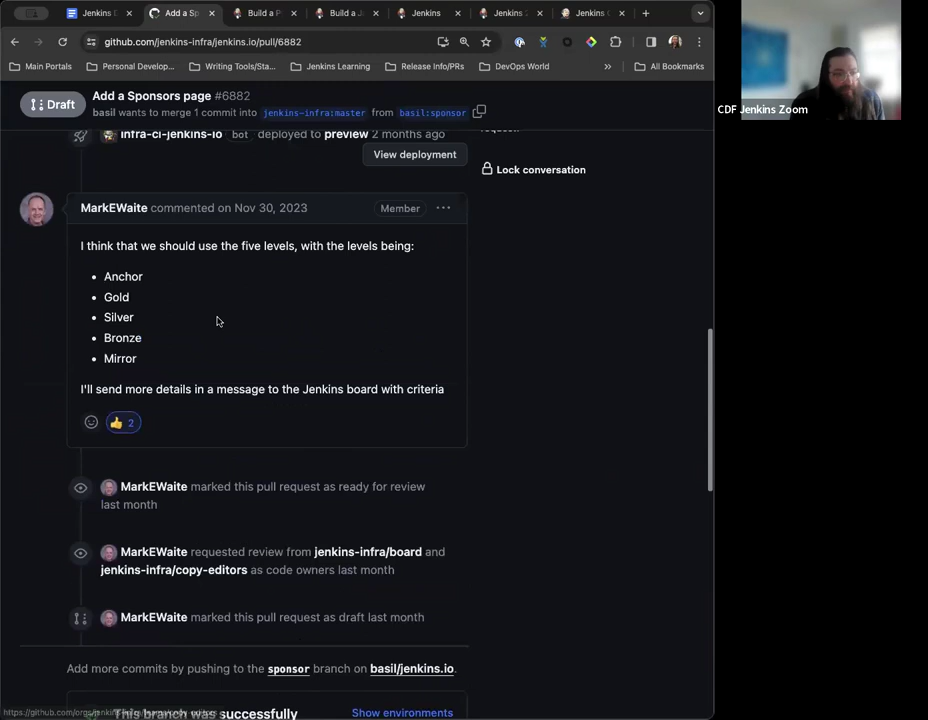 Jenkins D
Add a Sp
Build a P
Build a J
Jenkins
Jenkins 2
Jenkins C
github.com/jenkins-infra/jenkins.io/pull/6882
Main Portals
Personal Develop...
Writing Tools/Sta...
Jenkins Learning
Release Info/PRs
DevOps World
»
All Bookmarks
Draft
Add a Sponsors page #6882
basil wants to merge 1 commit into jenkins-infra:master from basil:sponsor
CDF Jenkins Zoom
infra-ci-jenkins-io bot deployed to preview 2 months ago
View deployment
Lock conversation
MarkEWaite commented on Nov 30, 2023
Member
I think that we should use the five levels, with the levels being:
• Anchor
• Gold
• Silver
• Bronze
• Mirror
I'll send more details in a message to the Jenkins board with criteria
2
MarkEWaite marked this pull request as ready for review
last month
MarkEWaite requested review from jenkins-infra/board and
jenkins-infra/copy-editors as code owners last month
MarkEWaite marked this pull request as draft last month
Add more commits by pushing to the sponsor branch on basil/jenkins.io.
This branch was successfully
Show environments